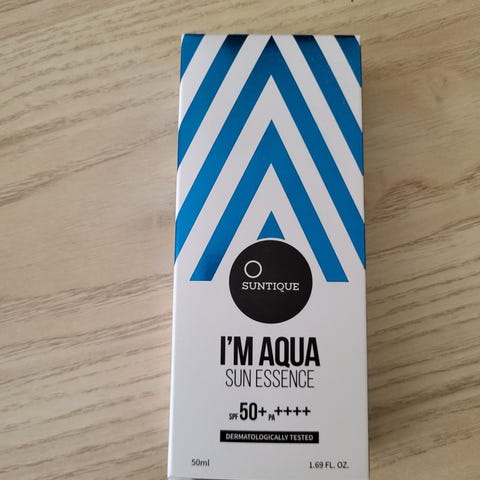 SUNTIQUE
I'M AQUA
SUN ESSENCE
SPF 50+ PA ++++
DERMATOLOGICALLY TESTED
50ml 1.69 FL. OZ.